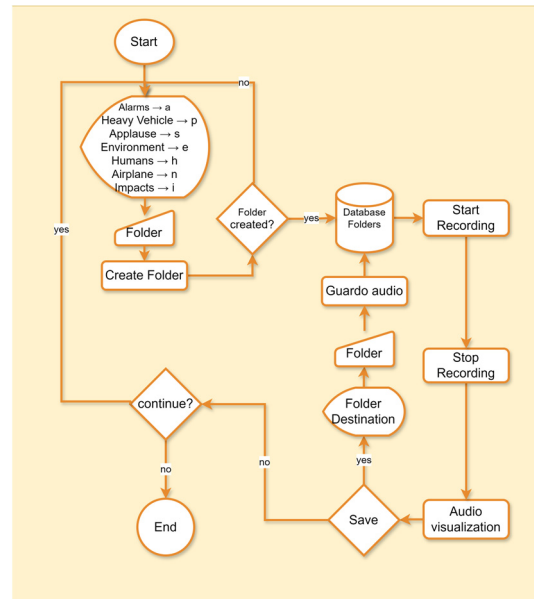 Start
no
Alarms → a
Heavy Vehicle → p
Applause → s
Environment → e
Humans → h
Airplane → n
Impacts → i
Folder
created?
yes
Database
Folders
Start
Recording
yes
Folder
Create Folder
Guardo audio
Folder
Stop
Recording
continue?
Folder
Destination
yes
no
no
End
Save
Audio
visualization